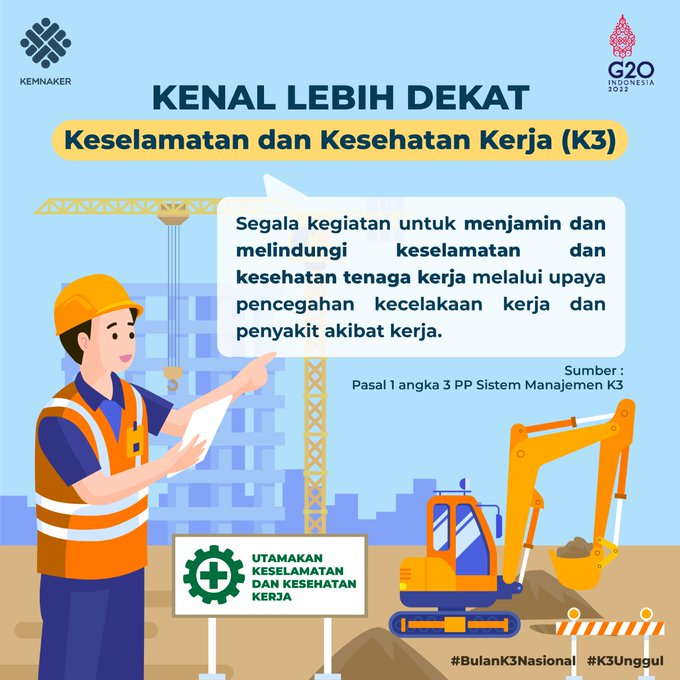 KEMNAKER
G20
INDONESIA
2022
KENAL LEBIH DEKAT
Keselamatan dan Kesehatan Kerja (K3)
Segala kegiatan untuk menjamin dan
melindungi keselamatan dan
kesehatan tenaga kerja melalui upaya
pencegahan kecelakaan kerja dan
penyakit akibat kerja.
Sumber :
Pasal 1 angka 3 PP Sistem Manajemen K3
UTAMAKAN
KESELAMATAN
DAN KESEHATAN
KERJA
#BulanK3Nasional #K3Unggul